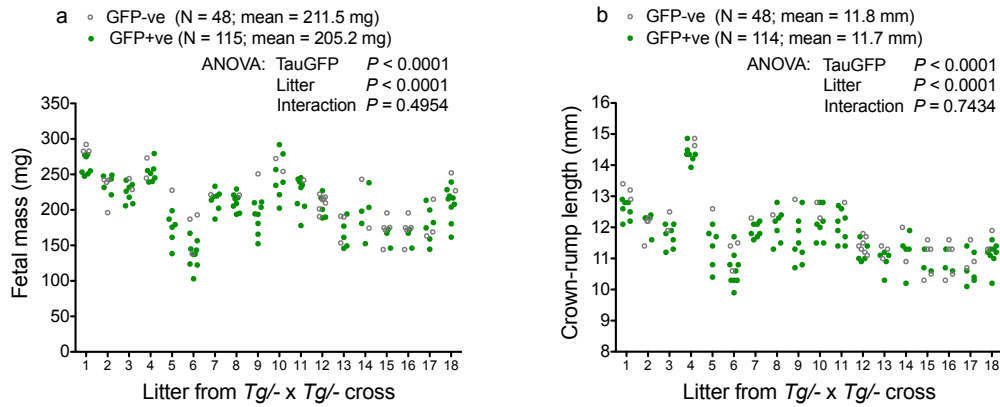 a
GFP-ve (N = 48; mean = 211.5 mg)
GFP+ve (N = 115; mean = 205.2 mg)
ANOVA: TauGFP P < 0.0001
Litter P < 0.0001
Interaction P = 0.4954
Fetal mass (mg)
350
300
250
200
150
100
50
0
1 2 3 4 5 6 7 8 9 10 11 12 13 14 15 16 17 18
Litter from Tg/- x Tg/- cross
b
GFP-ve (N = 48; mean = 11.8 mm)
GFP+ve (N = 114; mean = 11.7 mm)
ANOVA: TauGFP P < 0.0001
Litter P < 0.0001
Interaction P = 0.7434
Crown-rump length (mm)
16
15
14
13
12
11
10
9
8
1 2 3 4 5 6 7 8 9 10 11 12 13 14 15 16 17 18
Litter from Tg/- x Tg/- cross